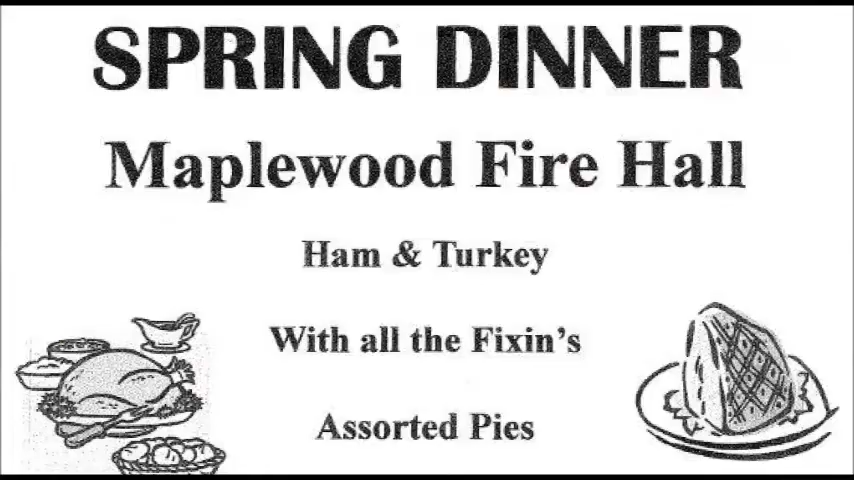 SPRING DINNER
Maplewood Fire Hall
Ham & Turkey
With all the Fixin's
Assorted Pies